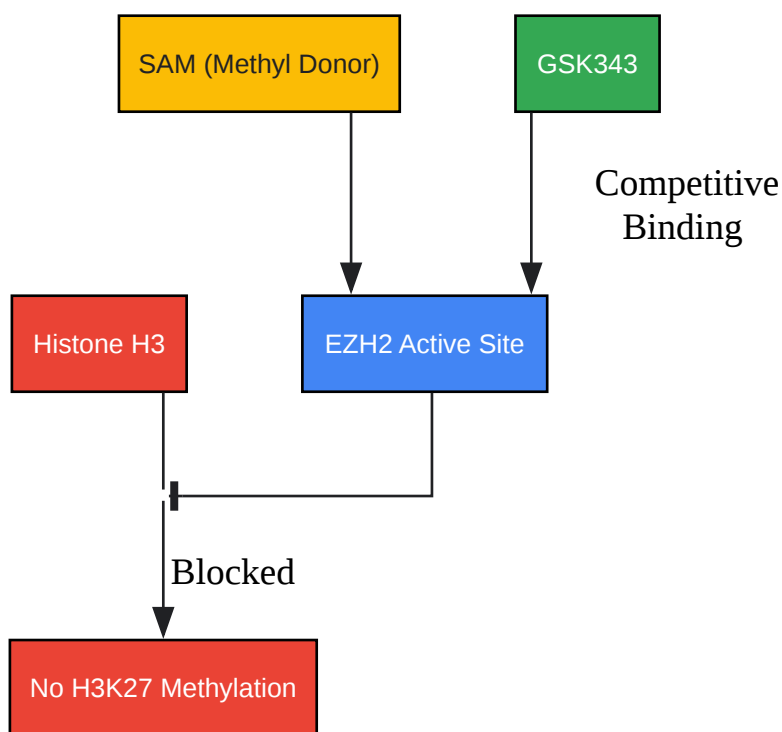 SAM (Methyl Donor)
GSK343
Competitive
Binding
Histone H3
EZH2 Active Site
Blocked
No H3K27 Methylation